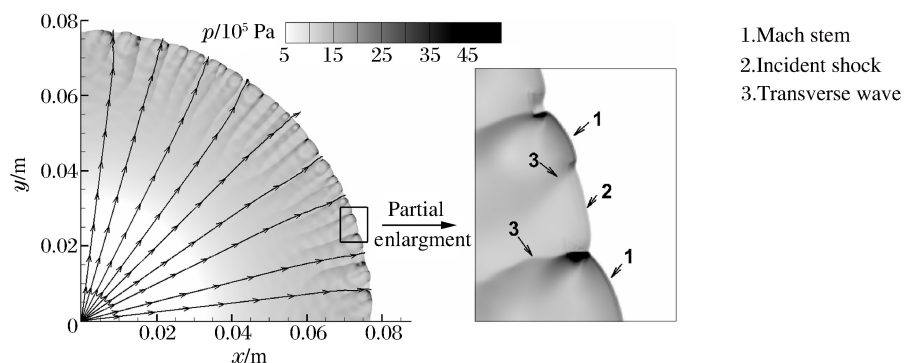 0.08
0.06
0.04
0.02
0
y/m
0.02 0.04 0.06 0.08
x/m
p/10⁵ Pa
5 15 25 35 45
Partial
enlargment
1
3
2
3
1
1.Mach stem
2.Incident shock
3.Transverse wave